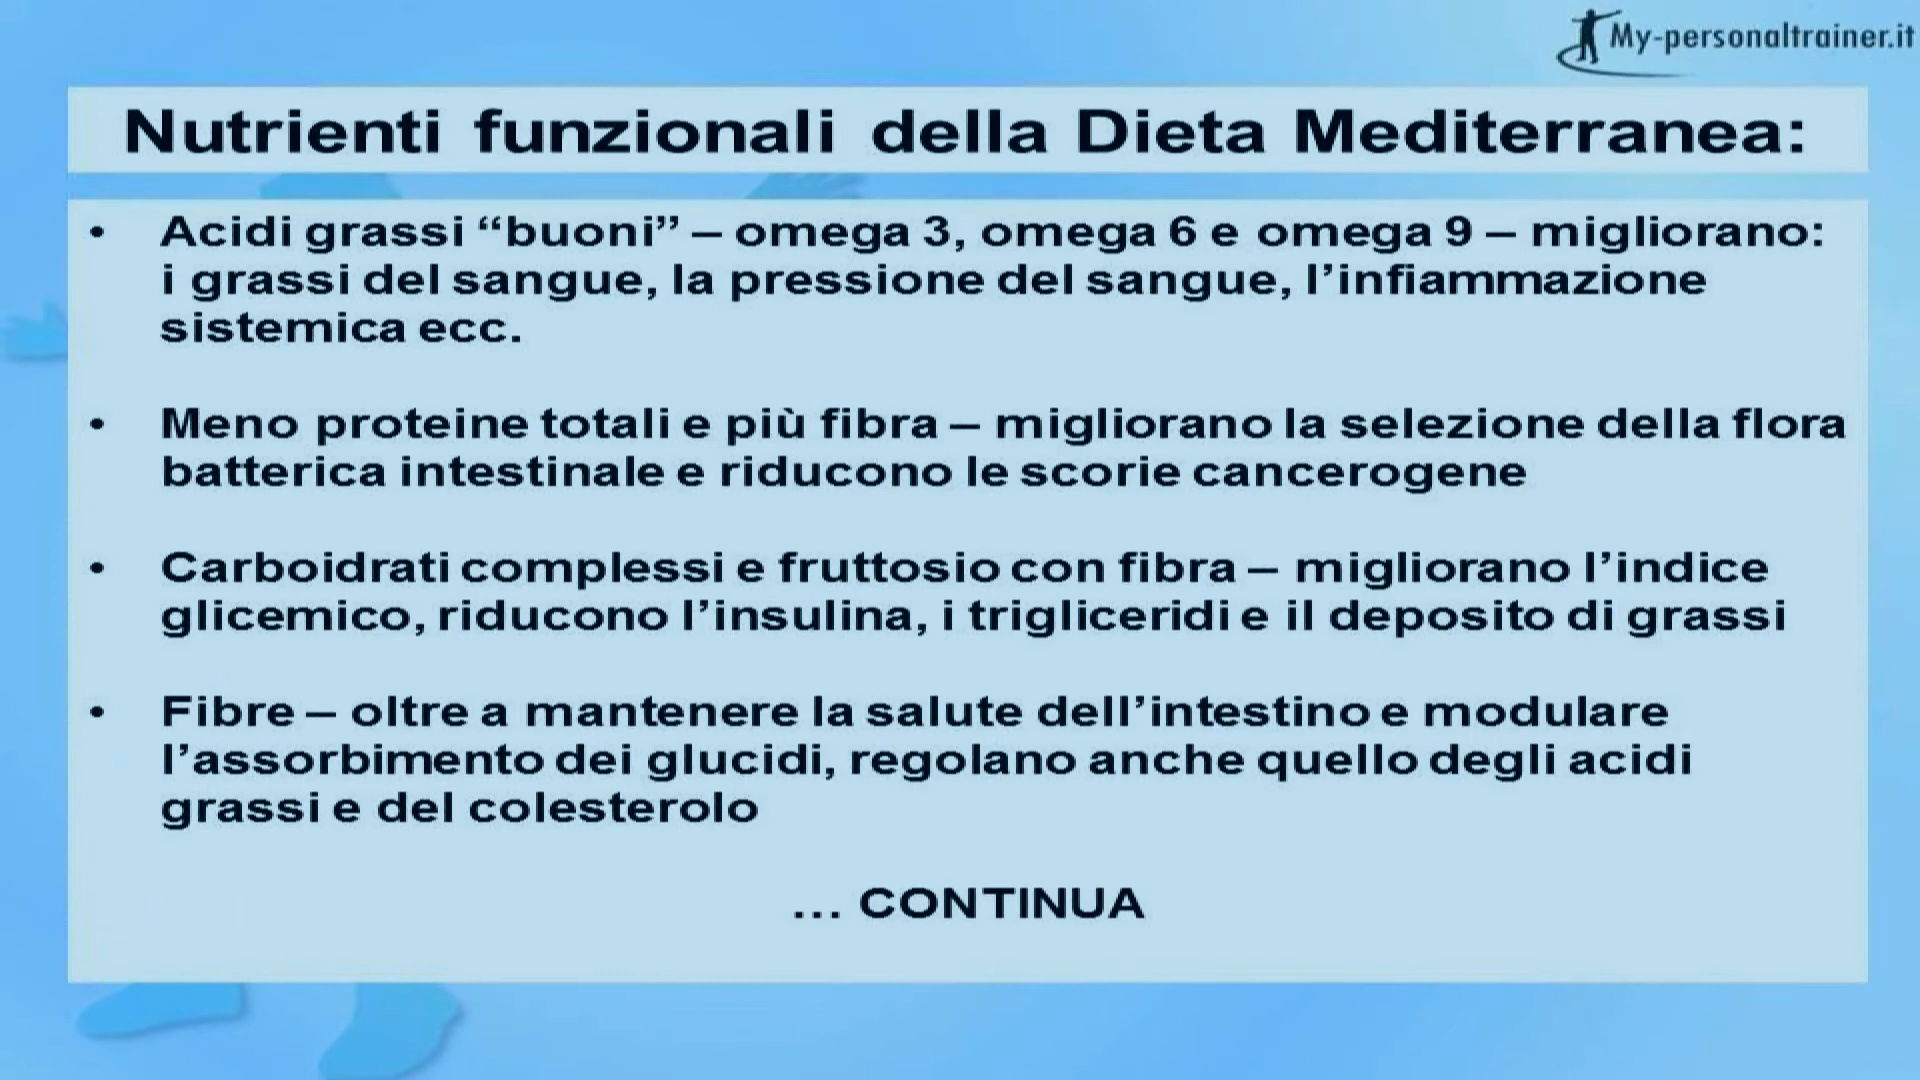 My-personaltrainer.it
Nutrienti funzionali della Dieta Mediterranea:
• Acidi grassi “buoni” – omega 3, omega 6 e omega 9 – migliorano:
i grassi del sangue, la pressione del sangue, l’infiammazione
sistemica ecc.
• Meno proteine totali e più fibra – migliorano la selezione della flora
batterica intestinale e riducono le scorie cancerogene
• Carboidrati complessi e fruttosio con fibra – migliorano l’indice
glicemico, riducono l’insulina, i trigliceridi e il deposito di grassi
• Fibre – oltre a mantenere la salute dell’intestino e modulare
l’assorbimento dei glucidi, regolano anche quello degli acidi
grassi e del colesterolo
... CONTINUA